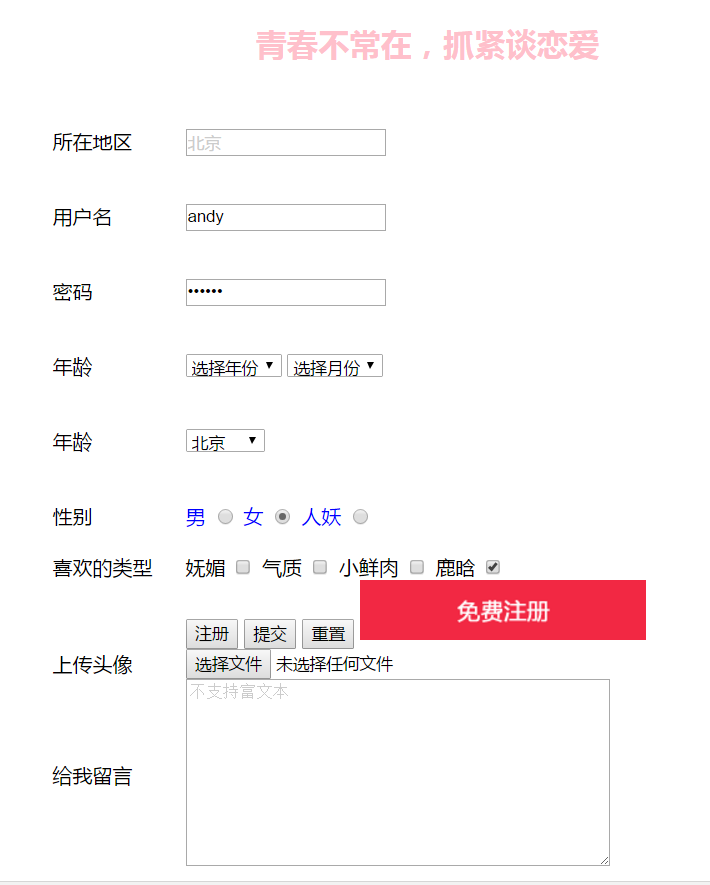 青春不常在，抓紧谈恋爱
所在地区 北京
用户名 andy
密码 ••••••
年龄 选择年份 选择月份
年龄 北京
性别 男 女 人妖
喜欢的类型 妩媚 气质 小鲜肉 鹿晗
注册 提交 重置 免费注册
上传头像 选择文件 未选择任何文件
不支持富文本
给我留言